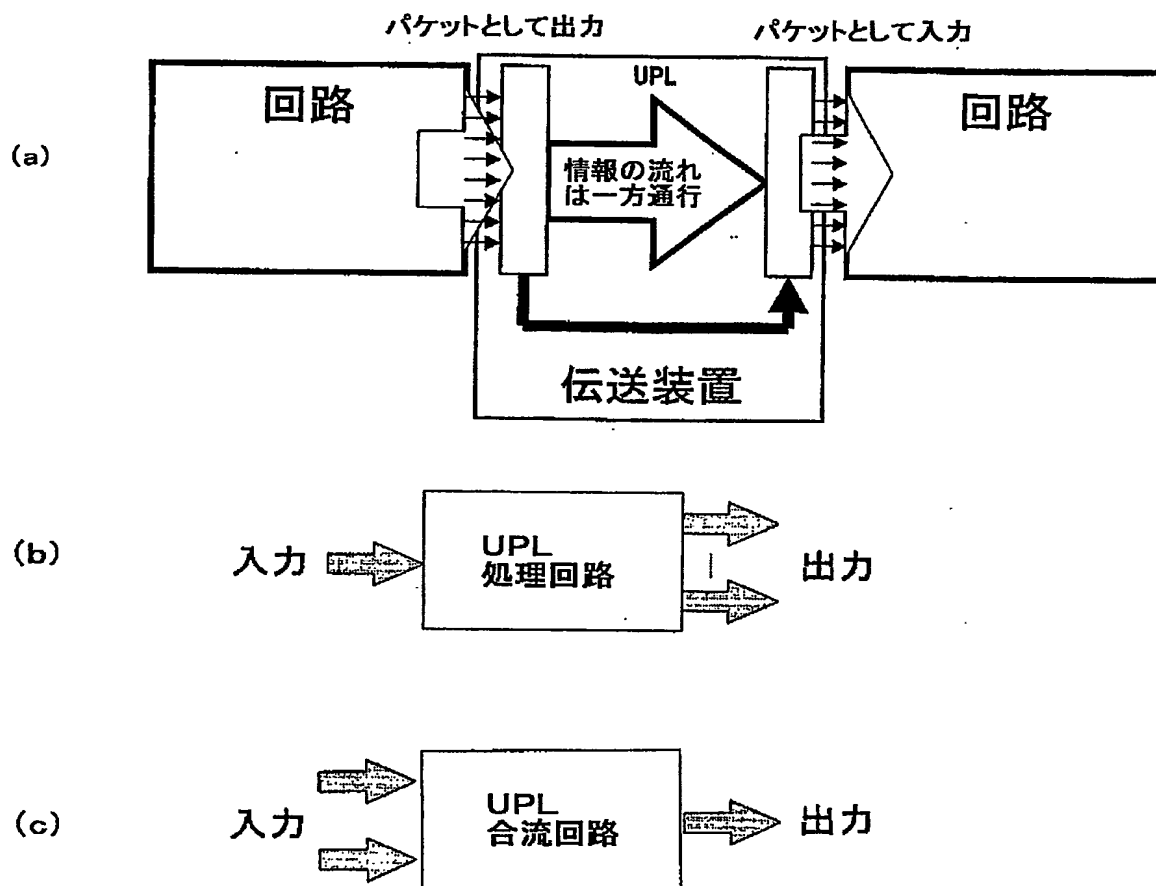 パケットとして出力
パケットとして入力
(a)
回路
UPL
回路
情報の流れ
は一方通行
伝送装置
(b)
入力
UPL
処理回路
出力
(c)
入力
UPL
合流回路
出力